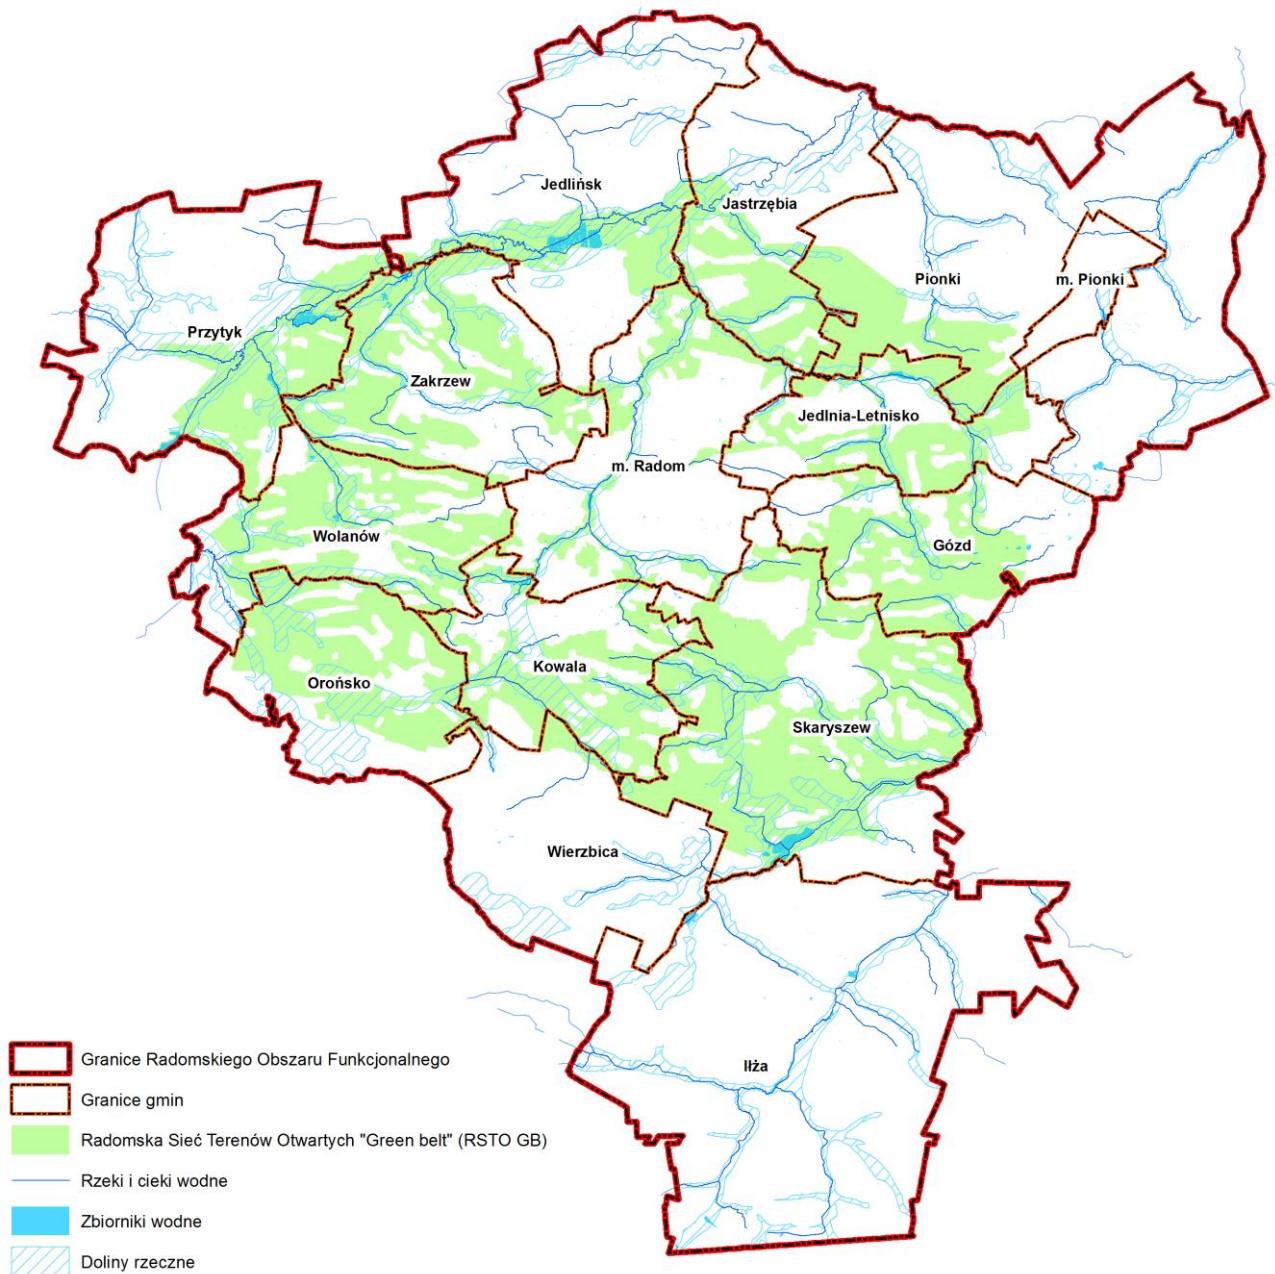 Jedlińsk
Jastrzębia
Pionki
m. Pionki
Przytyk
Zakrzew
Jedlnia-Letnisko
m. Radom
Wolanów
Gózd
Kowala
Orońsko
Skaryszew
Wierzbica
Iłża
Granice Radomskiego Obszaru Funkcjonalnego
Granice gmin
Radomska Sieć Terenów Otwartych "Green belt" (RSTO GB)
Rzeki i cieki wodne
Zbiorniki wodne
Doliny rzeczne